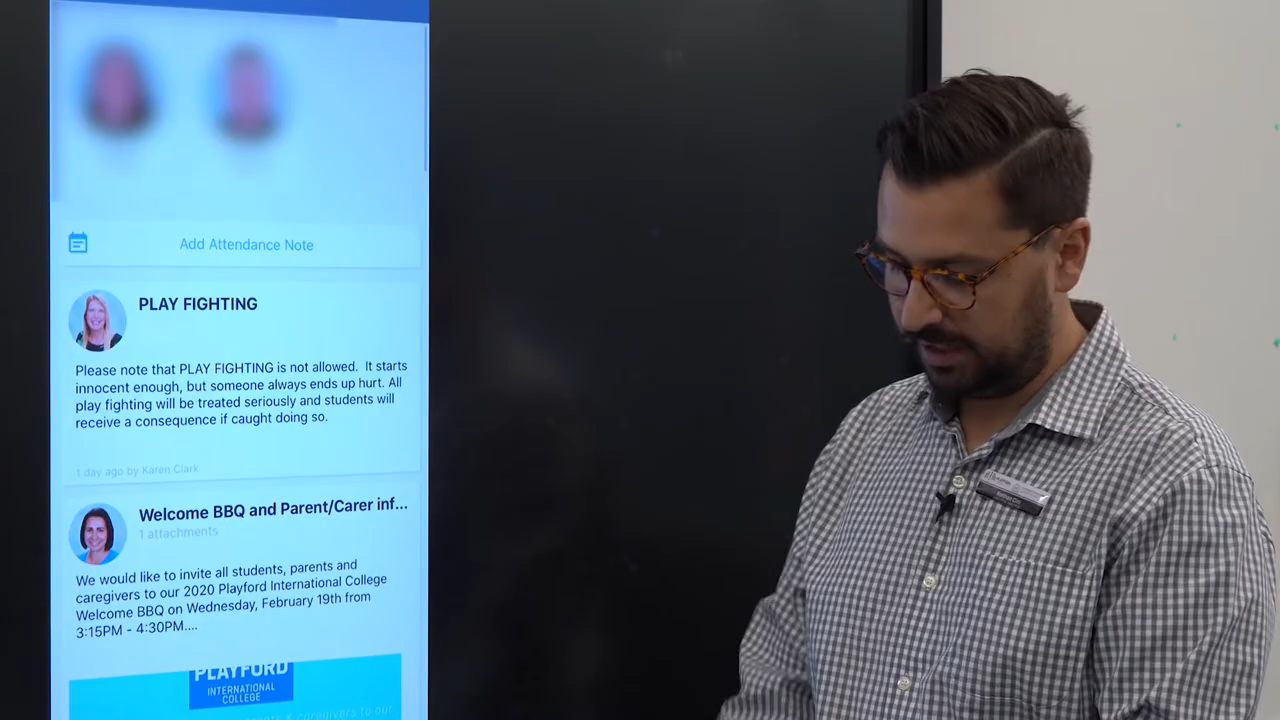 Add Attendance Note
PLAY FIGHTING
Please note that PLAY FIGHTING is not allowed. It starts
innocent enough, but someone always ends up hurt. All
play fighting will be treated seriously and students will
receive a consequence if caught doing so.
1 day ago by Karen Clark
Welcome BBQ and Parent/Carer inf...
1 attachments
We would like to invite all students, parents and
caregivers to our 2020 Playford International College
Welcome BBQ on Wednesday, February 19th from
3:15PM - 4:30PM....
PLAYFORD
INTERNATIONAL
COLLEGE
& caregivers to our